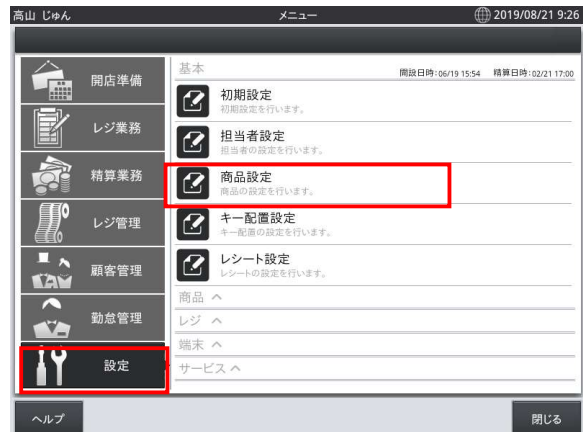 高山 じゅん メニュー 2019/08/21 9:26
基本 開設日時:06/19 15:54 精算日時:02/21 17:00
開店準備
レジ業務
精算業務
レジ管理
顧客管理
勤怠管理
設定
初期設定
初期設定を行います。
担当者設定
担当者の設定を行います。
商品設定
商品の設定を行います。
キー配置設定
キー配置の設定を行います。
レシート設定
レシートの設定を行います。
商品
レジ
端末
サービス
ヘルプ 閉じる